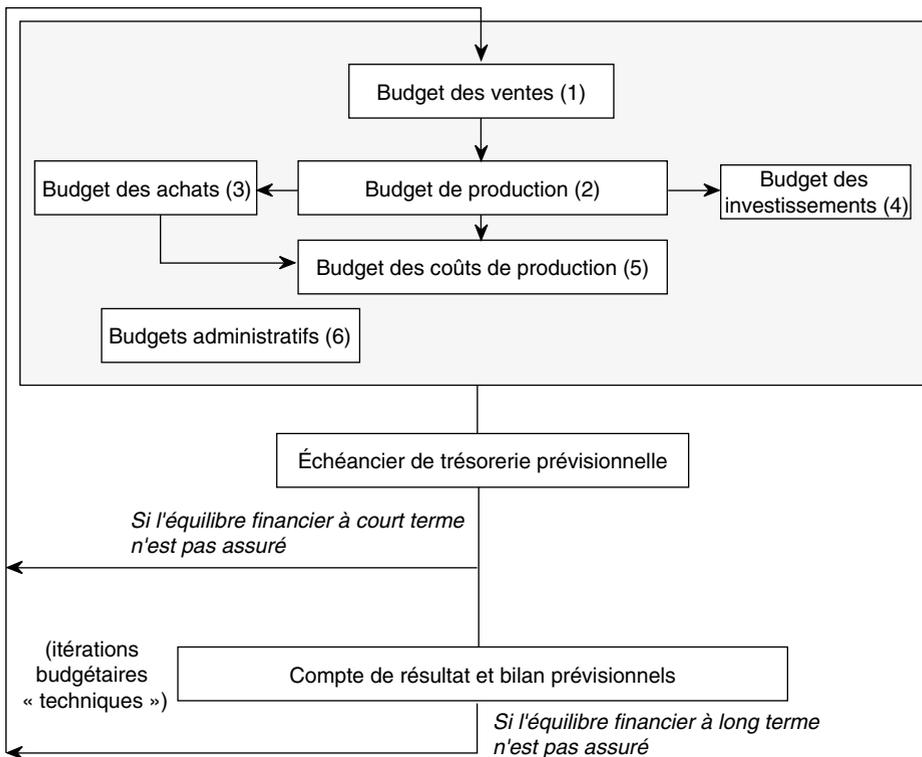 Budget des ventes (1)
Budget des achats (3)
Budget de production (2)
Budget des
investissements (4)
Budget des coûts de production (5)
Budgets administratifs (6)
Échéancier de trésorerie prévisionnelle
Si l'équilibre financier à court terme
n'est pas assuré
(itérations
budgétaires
« techniques »)
Compte de résultat et bilan prévisionnels
Si l'équilibre financier à long terme
n'est pas assuré